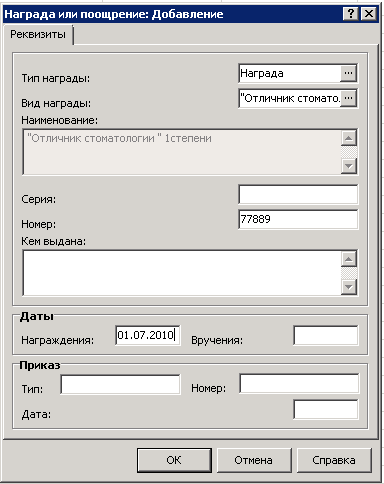 Награда или поощрение: Добавление
Реквизиты
Тип награды: Награда ...
Вид награды: "Отличник стомато. ...
Наименование:
"Отличник стоматологии " 1степени
Серия:
Номер: 77889
Кем выдана:
Даты
Награждения: 01.07.2010 Вручения:
Приказ
Тип: Номер:
Дата:
ОК Отмена Справка